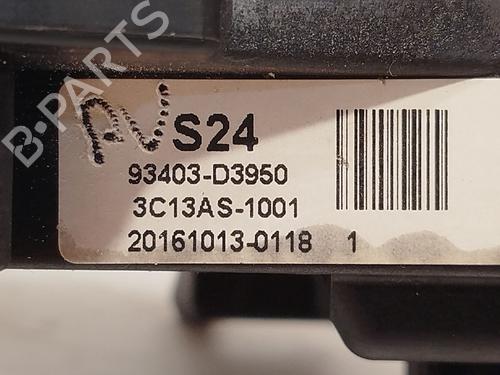 B-PARTS
AV S24
93403-D3950
3C13AS-1001
20161013-0118 1